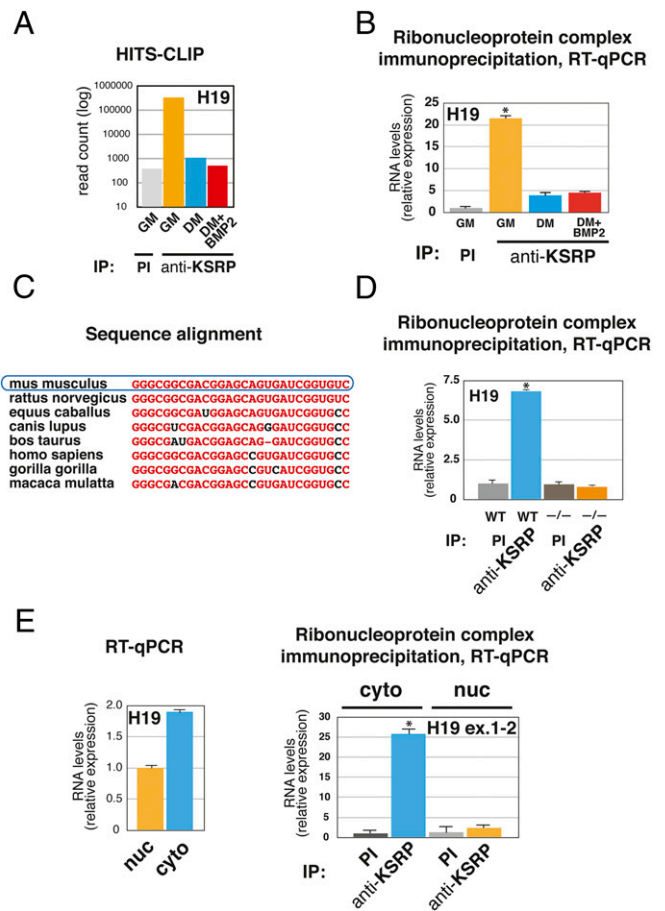 A
HITS-CLIP
read count (log)
1000000
100000
10000
1000
100
10
H19
GM
GM
DM
DM+
BMP2
IP:
PI
anti-KSRP
B
Ribonucleoprotein complex
immunoprecipitation, RT-qPCR
RNA levels
(relative expression)
25
20
15
10
5
0
H19
*
GM
GM
DM
DM+
BMP2
IP:
PI
anti-KSRP
C
Sequence alignment
mus musculus GGGCGGCGACGGAGCAGUGAUCGGUGUC
rattus norvegicus GGGCGGCGACGGAGCAGUGAUCGGUGUC
equus caballus GGGCGGCGAUGGAGCAGUGAUCGGUGCC
canis lupus GGGCGUCGACGGAGCAGGGAUCGGUGCC
bos taurus GGGCGAUGACGGAGCAG-GAUCGGUGCC
homo sapiens GGGCGGCGACGGAGCCGUGAUCGGUGCC
gorilla gorilla GGGCGGCGACGGAGCCGUCAUCGGUGCC
macaca mulatta GGGCGACGACGGAGCCGUGAUCGGUGCC
D
Ribonucleoprotein complex
immunoprecipitation, RT-qPCR
RNA levels
(relative expression)
7.5
5.0
2.5
0
H19
*
WT
WT
−/−
−/−
IP:
PI
anti-KSRP
PI
anti-KSRP
E
RT-qPCR
RNA levels
(relative expression)
2.0
1.5
1.0
0.5
0
H19
nuc
cyto
Ribonucleoprotein complex
immunoprecipitation, RT-qPCR
cyto
nuc
RNA levels
(relative expression)
30
25
20
15
10
5
0
*
H19 ex.1-2
IP:
PI
anti-KSRP
PI
anti-KSRP